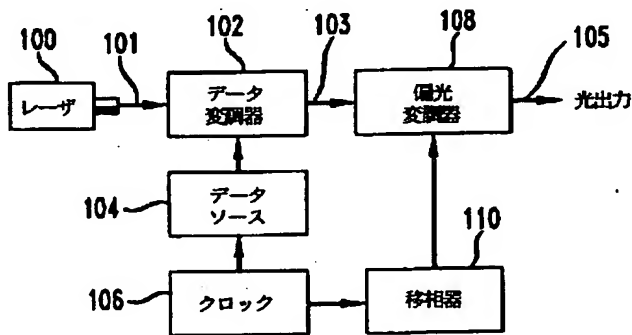 100
101
102
103
108
105
レーザ
データ
変調器
偏光
変調器
光出力
104
データ
ソース
110
106
クロック
移相器